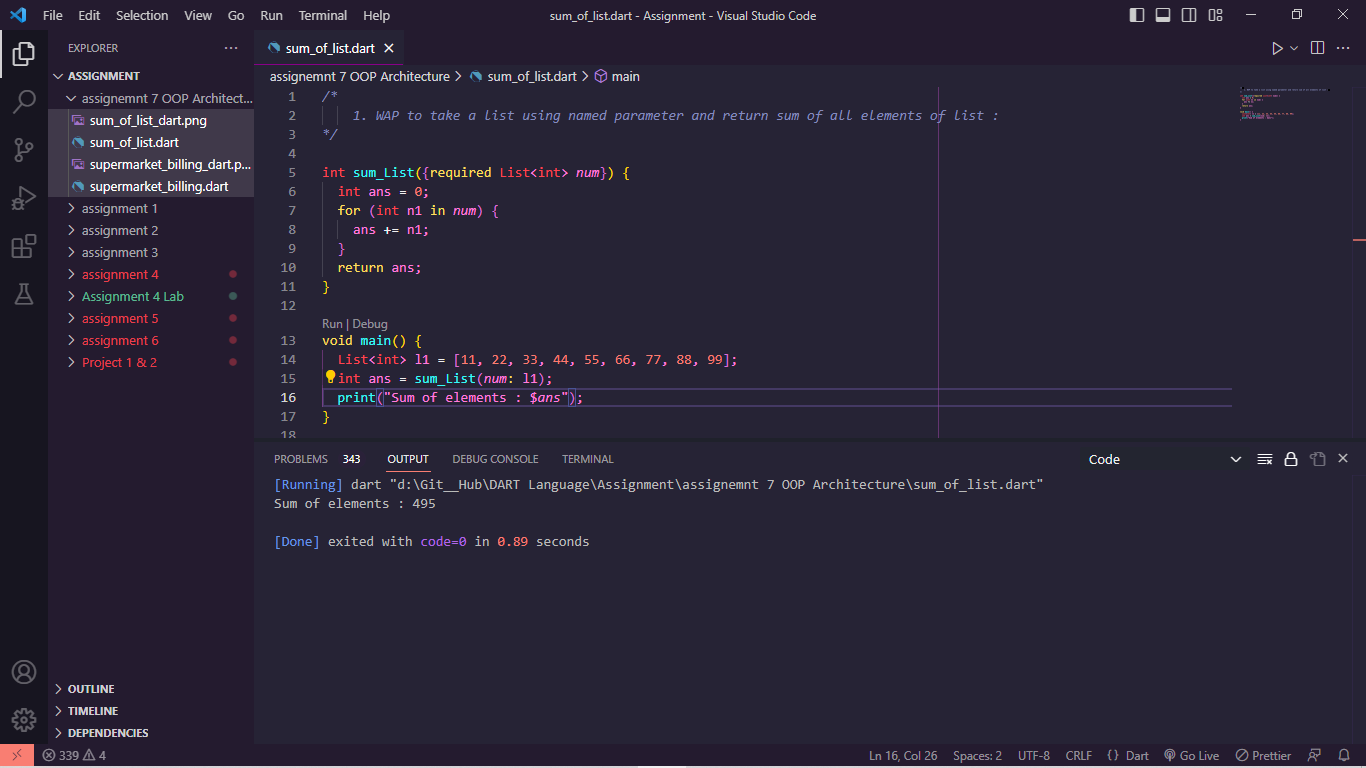 File Edit Selection View Go Run Terminal Help
sum_of_list.dart - Assignment - Visual Studio Code
EXPLORER
ASSIGNMENT
assignemnt 7 OOP Architect...
sum_of_list_dart.png
sum_of_list.dart
supermarket_billing_dart.p...
supermarket_billing.dart
assignment 1
assignment 2
assignment 3
assignment 4
Assignment 4 Lab
assignment 5
assignment 6
Project 1 & 2
OUTLINE
TIMELINE
DEPENDENCIES
sum_of_list.dart
assignemnt 7 OOP Architecture > sum_of_list.dart > main
1 /*
2 1. WAP to take a list using named parameter and return sum of all elements of list :
3 */
4
5 int sum_List({required List<int> num}) {
6 int ans = 0;
7 for (int n1 in num) {
8 ans += n1;
9 }
10 return ans;
11 }
12
Run | Debug
13 void main() {
14 List<int> l1 = [11, 22, 33, 44, 55, 66, 77, 88, 99];
15 int ans = sum_List(num: l1);
16 print("Sum of elements : $ans");
17 }
18
PROBLEMS 343 OUTPUT DEBUG CONSOLE TERMINAL
Code
[Running] dart "d:\Git__Hub\DART Language\Assignment\assignemnt 7 OOP Architecture\sum_of_list.dart"
Sum of elements : 495
[Done] exited with code=0 in 0.89 seconds
339 4
Ln 16, Col 26 Spaces: 2 UTF-8 CRLF {} Dart Go Live Prettier